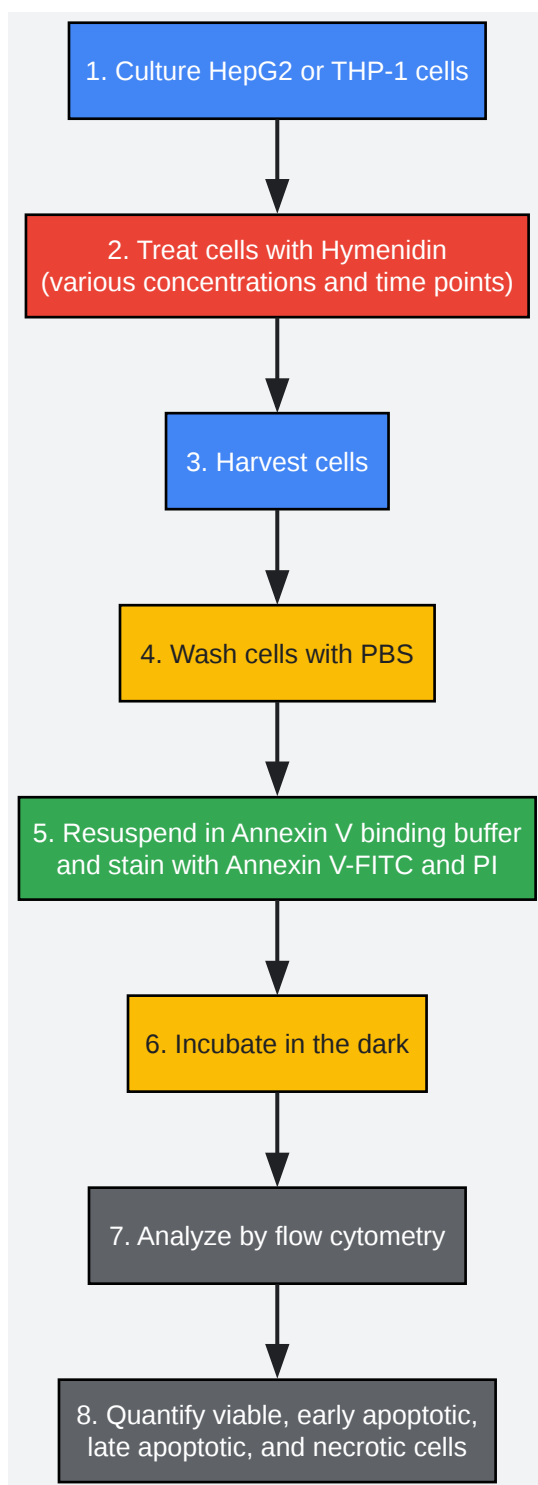 1. Culture HepG2 or THP-1 cells
2. Treat cells with Hymenidin
(various concentrations and time points)
3. Harvest cells
4. Wash cells with PBS
5. Resuspend in Annexin V binding buffer
and stain with Annexin V-FITC and PI
6. Incubate in the dark
7. Analyze by flow cytometry
8. Quantify viable, early apoptotic,
late apoptotic, and necrotic cells